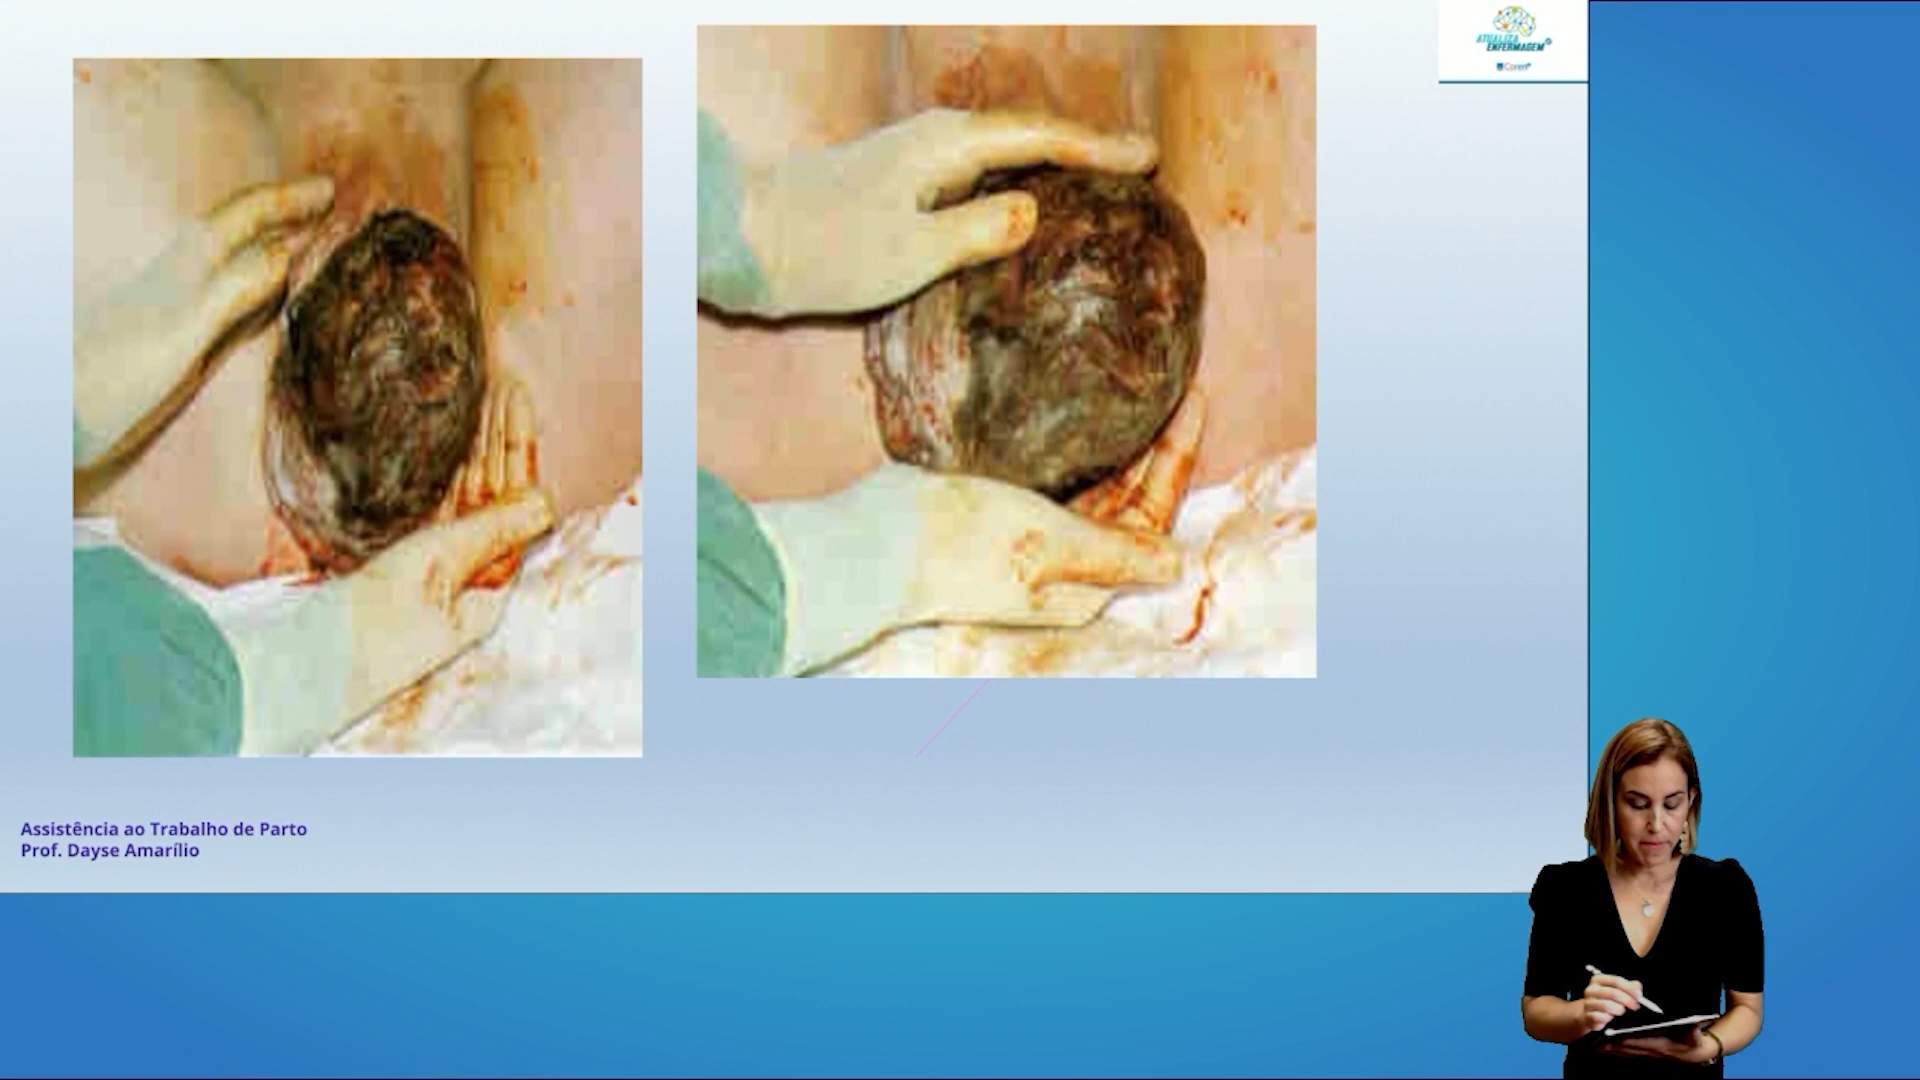 ATUALIZA
ENFERMAGEM
Coren
Assistência ao Trabalho de Parto
Prof. Dayse Amarílio